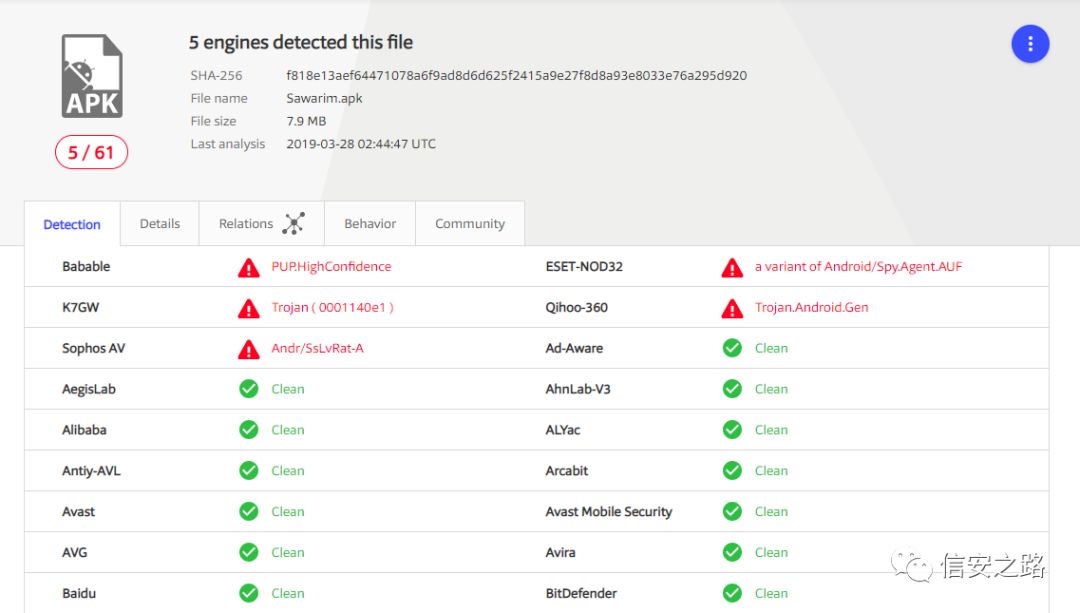 5 engines detected this file
SHA-256 f818e13aef64471078a6f9ad8d6d625f2415a9e27f8d8a93e8033e76a295d920
File name Sawarim.apk
File size 7.9 MB
Last analysis 2019-03-28 02:44:47 UTC
APK
5 / 61
Detection Details Relations Behavior Community
Babable PUP.HighConfidence ESET-NOD32 a variant of Android/Spy.Agent.AUF
K7GW Trojan ( 0001140e1 ) Qihoo-360 Trojan.Android.Gen
Sophos AV Andr/SsLvRat-A Ad-Aware Clean
AegisLab Clean AhnLab-V3 Clean
Alibaba Clean ALYac Clean
Antiy-AVL Clean Arcabit Clean
Avast Clean Avast Mobile Security Clean
AVG Clean Avira Clean
Baidu Clean BitDefender Clean
信安之路